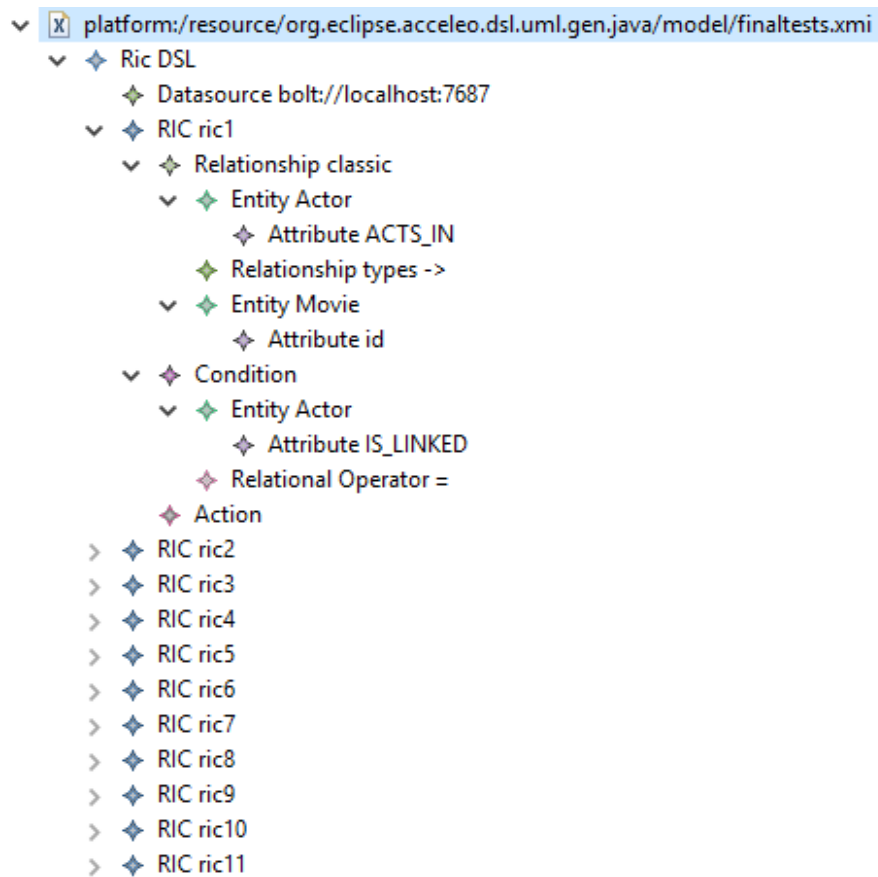 platform:/resource/org.eclipse.acceleo.dsl.uml.gen.java/model/finaltests.xmi
Ric DSL
Datasource bolt://localhost:7687
RIC ric1
Relationship classic
Entity Actor
Attribute ACTS_IN
Relationship types ->
Entity Movie
Attribute id
Condition
Entity Actor
Attribute IS_LINKED
Relational Operator =
Action
RIC ric2
RIC ric3
RIC ric4
RIC ric5
RIC ric6
RIC ric7
RIC ric8
RIC ric9
RIC ric10
RIC ric11